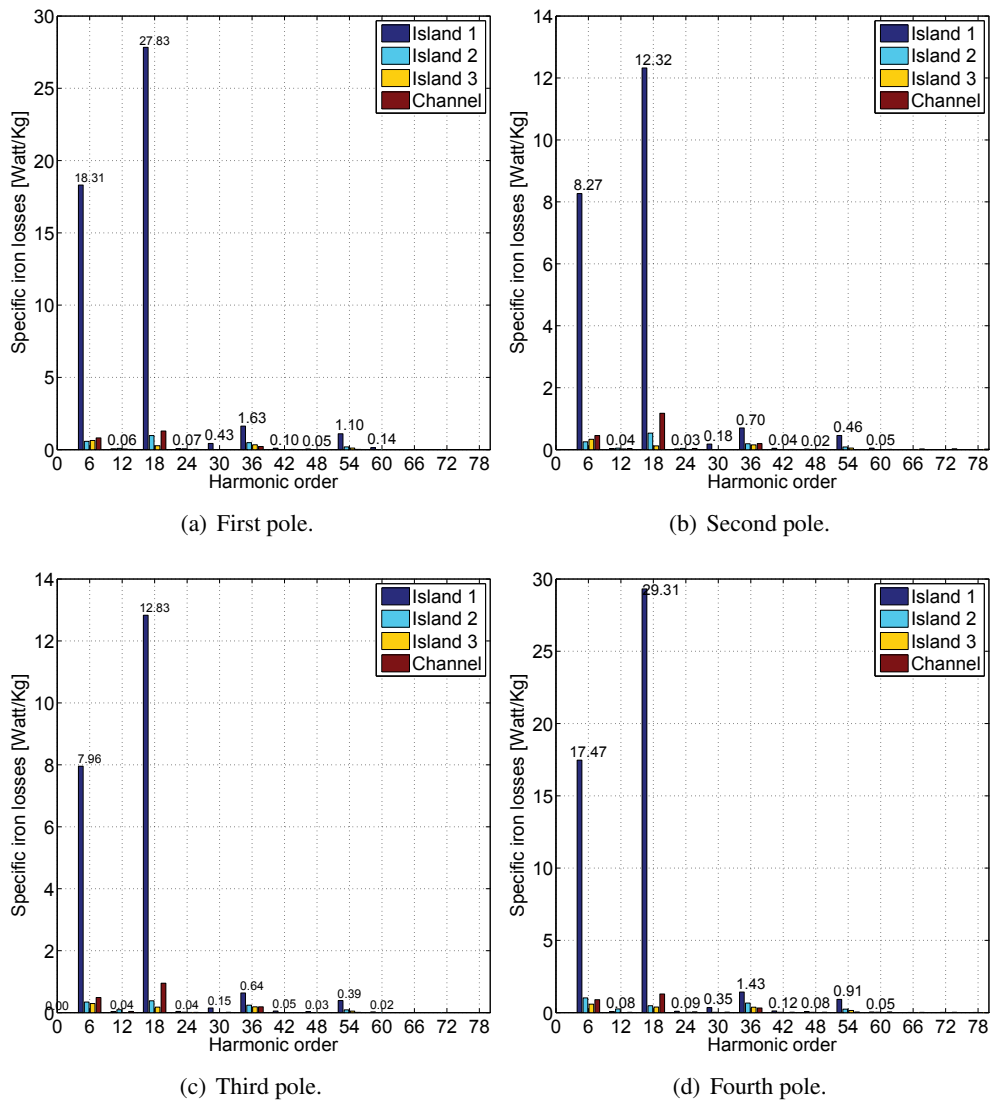 30
25
20
15
10
5
0
Specific iron losses [Watt/Kg]
18.31
0.06
27.83
0.07
0.43
1.63
0.10
0.05
1.10
0.14
Island 1
Island 2
Island 3
Channel
0 6 12 18 24 30 36 42 48 54 60 66 72 78
Harmonic order
(a) First pole.
14
12
10
8
6
4
2
0
Specific iron losses [Watt/Kg]
8.27
0.04
12.32
0.03
0.18
0.70
0.04
0.02
0.46
0.05
Island 1
Island 2
Island 3
Channel
0 6 12 18 24 30 36 42 48 54 60 66 72 78
Harmonic order
(b) Second pole.
14
12
10
8
6
4
2
0
Specific iron losses [Watt/Kg]
0.00
7.96
0.04
12.83
0.04
0.15
0.64
0.05
0.03
0.39
0.02
Island 1
Island 2
Island 3
Channel
0 6 12 18 24 30 36 42 48 54 60 66 72 78
Harmonic order
(c) Third pole.
30
25
20
15
10
5
0
Specific iron losses [Watt/Kg]
17.47
0.08
29.31
0.09
0.35
1.43
0.12
0.08
0.91
0.05
Island 1
Island 2
Island 3
Channel
0 6 12 18 24 30 36 42 48 54 60 66 72 78
Harmonic order
(d) Fourth pole.